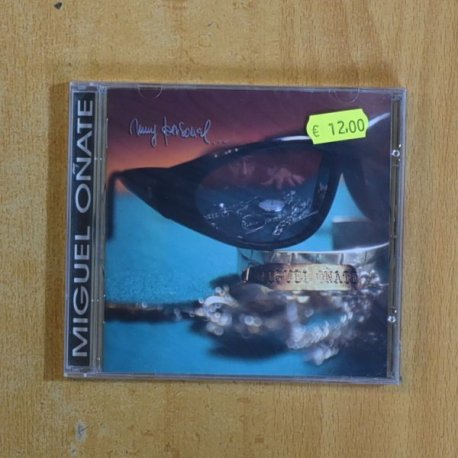 MIGUEL OÑATE
muy personal...
€ 12,00
MIGUEL OÑATE